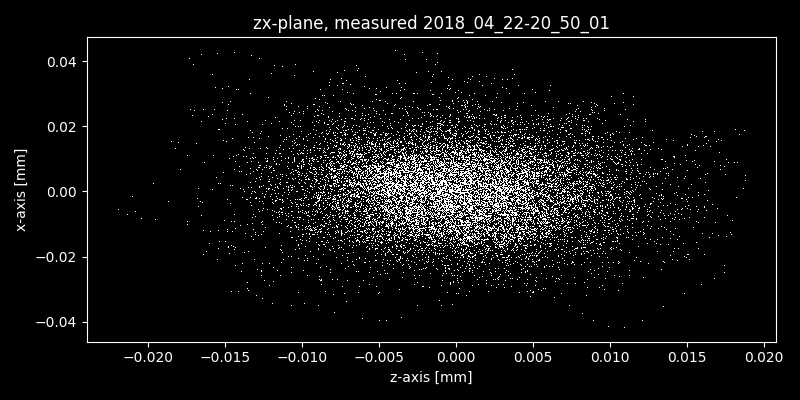 zx-plane, measured 2018_04_22-20_50_01
0.04
0.02
0.00
−0.02
−0.04
x-axis [mm]
−0.020 −0.015 −0.010 −0.005 0.000 0.005 0.010 0.015 0.020
z-axis [mm]